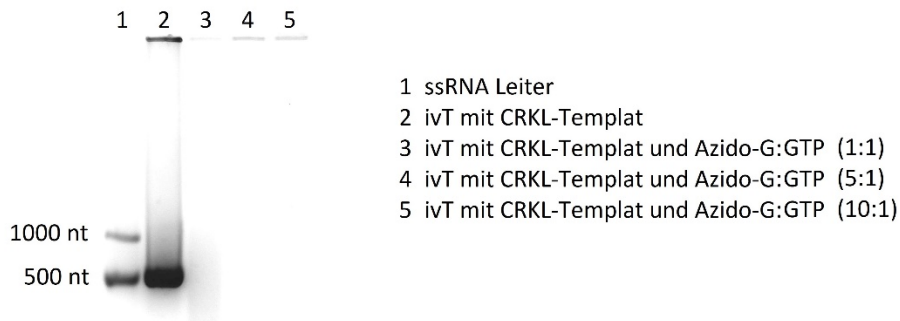 1 2 3 4 5
1 ssRNA Leiter
2 ivT mit CRKL-Templat
3 ivT mit CRKL-Templat und Azido-G:GTP (1:1)
4 ivT mit CRKL-Templat und Azido-G:GTP (5:1)
5 ivT mit CRKL-Templat und Azido-G:GTP (10:1)
1000 nt
500 nt